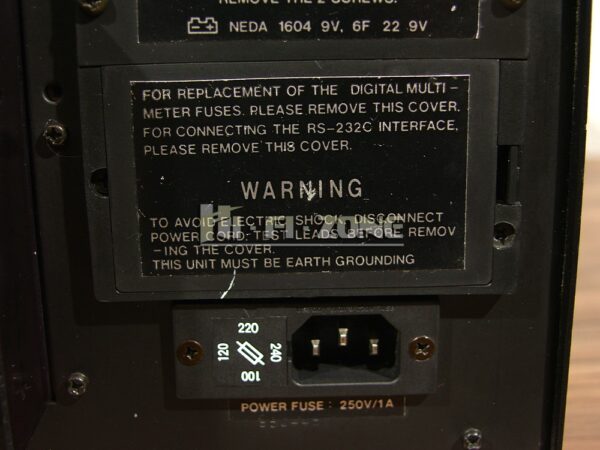 REMOVE THE 2 SCREWS.
NEDA 1604 9V, 6F 22 9V
FOR REPLACEMENT OF THE DIGITAL MULTI-
METER FUSES. PLEASE REMOVE THIS COVER.
FOR CONNECTING THE RS-232C INTERFACE,
PLEASE REMOVE THIS COVER.
WARNING
HI-FI-ZONE
TO AVOID ELECTRIC SHOCK, DISCONNECT
POWER CORD, TEST LEADS BEFORE REMOV
-ING THE COVER.
THIS UNIT MUST BE EARTH GROUNDING
220
120
240
100
POWER FUSE : 250V/1A